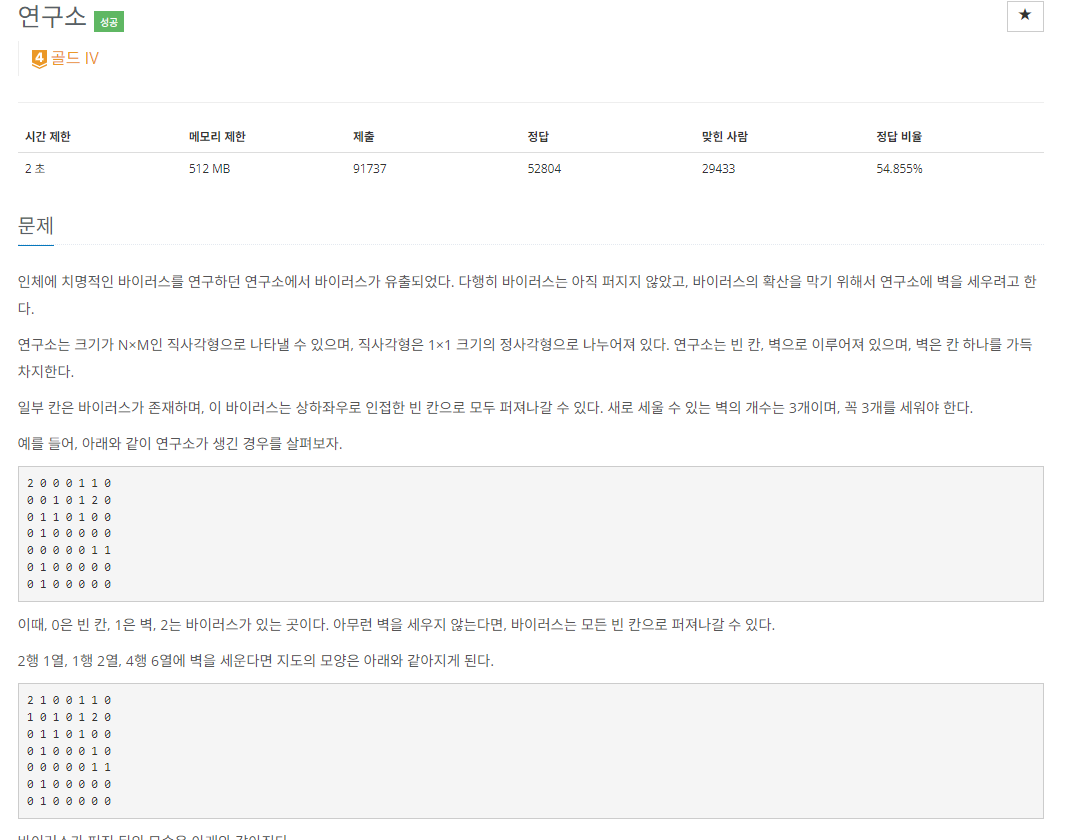 연구소 성공
★
4 골드 IV
시간 제한 메모리 제한 제출 정답 맞힌 사람 정답 비율
2 초 512 MB 91737 52804 29433 54.855%
문제
인체에 치명적인 바이러스를 연구하던 연구소에서 바이러스가 유출되었다. 다행히 바이러스는 아직 퍼지지 않았고, 바이러스의 확산을 막기 위해서 연구소에 벽을 세우려고 한
다.
연구소는 크기가 N×M인 직사각형으로 나타낼 수 있으며, 직사각형은 1×1 크기의 정사각형으로 나누어져 있다. 연구소는 빈 칸, 벽으로 이루어져 있으며, 벽은 칸 하나를 가득
차지한다.
일부 칸은 바이러스가 존재하며, 이 바이러스는 상하좌우로 인접한 빈 칸으로 모두 퍼져나갈 수 있다. 새로 세울 수 있는 벽의 개수는 3개이며, 꼭 3개를 세워야 한다.
예를 들어, 아래와 같이 연구소가 생긴 경우를 살펴보자.
2 0 0 0 1 1 0
0 0 1 0 1 2 0
0 1 1 0 1 0 0
0 1 0 0 0 0 0
0 0 0 0 0 1 1
0 1 0 0 0 0 0
0 1 0 0 0 0 0
이때, 0은 빈 칸, 1은 벽, 2는 바이러스가 있는 곳이다. 아무런 벽을 세우지 않는다면, 바이러스는 모든 빈 칸으로 퍼져나갈 수 있다.
2행 1열, 1행 2열, 4행 6열에 벽을 세운다면 지도의 모양은 아래와 같아지게 된다.
2 1 0 0 1 1 0
1 0 1 0 1 2 0
0 1 1 0 1 0 0
0 1 0 0 0 1 0
0 0 0 0 0 1 1
0 1 0 0 0 0 0
0 1 0 0 0 0 0